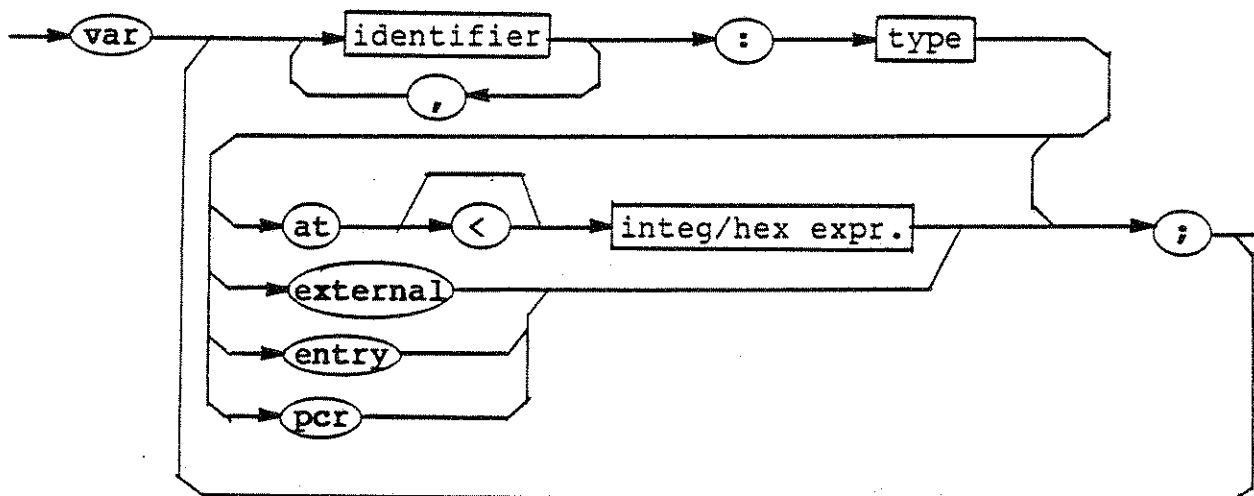 var identifier : type
,
at < integ/hex expr. ;
external
entry
pcr